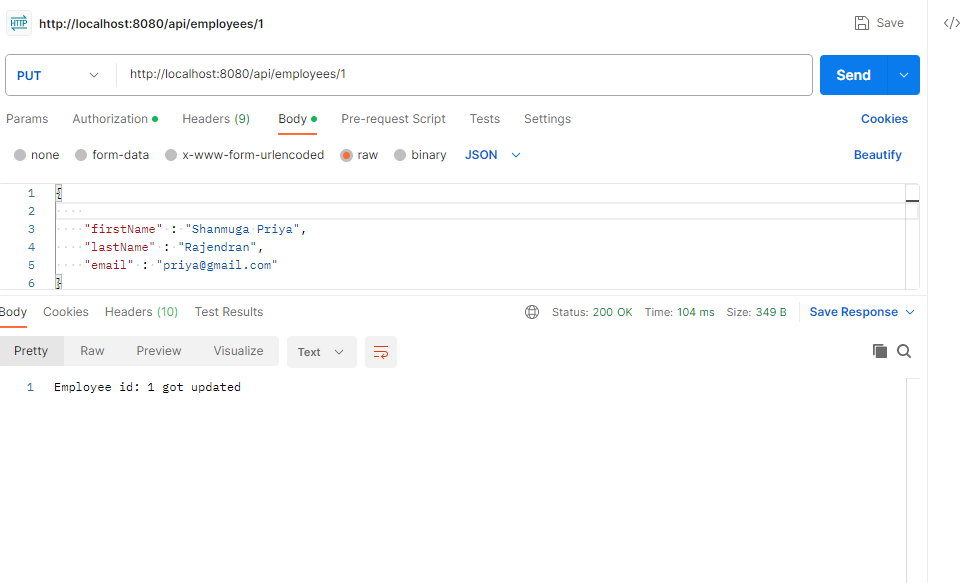 HTTP http://localhost:8080/api/employees/1 Save </>
PUT http://localhost:8080/api/employees/1 Send
Params Authorization Headers (9) Body Pre-request Script Tests Settings Cookies
none form-data x-www-form-urlencoded raw binary JSON Beautify
1 {
2
3 "firstName" : "Shanmuga Priya",
4 "lastName" : "Rajendran",
5 "email" : "priya@gmail.com"
6 }
Body Cookies Headers (10) Test Results Status: 200 OK Time: 104 ms Size: 349 B Save Response
Pretty Raw Preview Visualize Text
1 Employee id: 1 got updated